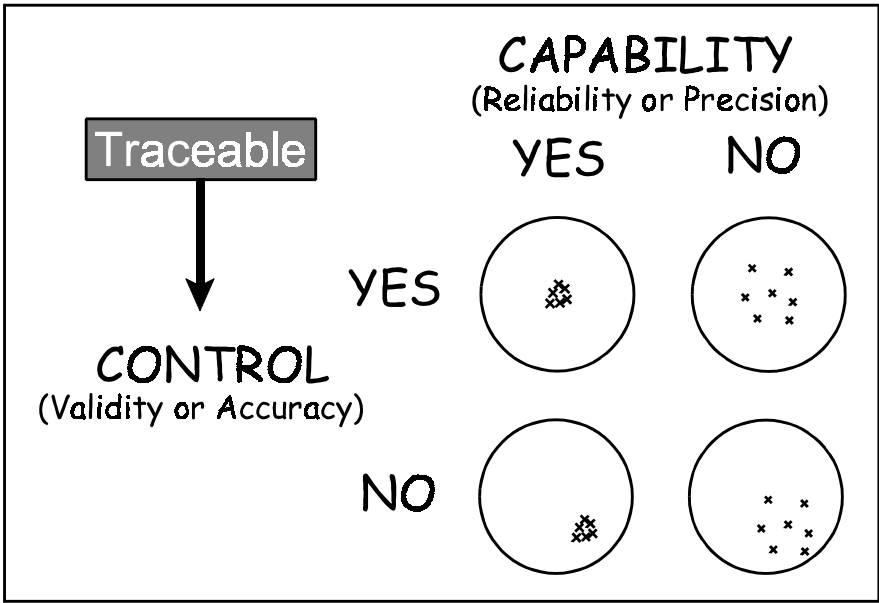 CAPABILITY
(Reliability or Precision)
YES NO
Traceable
YES
CONTROL
(Validity or Accuracy)
NO